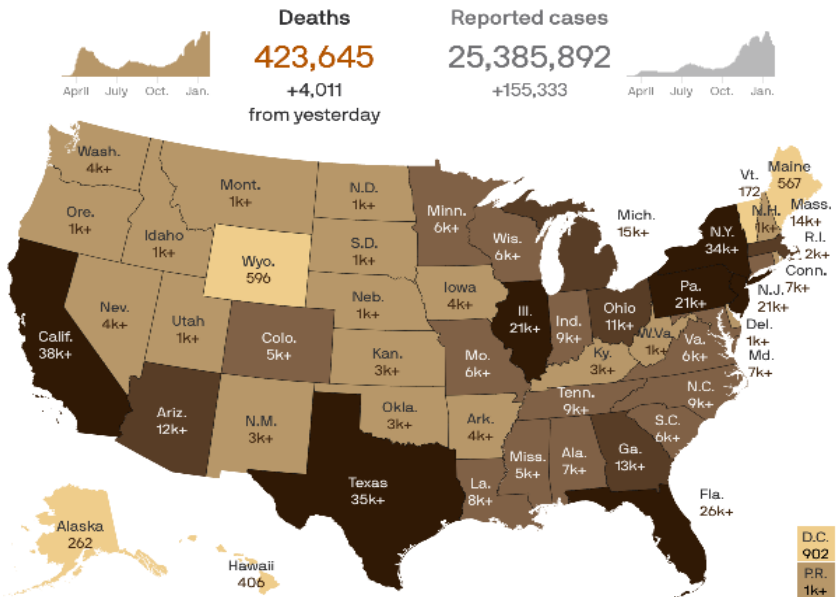 Deaths
423,645
+4,011
from yesterday
Reported cases
25,385,892
+155,333
April July Oct. Jan.
April July Oct. Jan.
Wash.
4k+
Ore.
1k+
Calif.
38k+
Nev.
4k+
Idaho
1k+
Mont.
1k+
Wyo.
596
Utah
1k+
Ariz.
12k+
Colo.
5k+
N.M.
3k+
N.D.
1k+
S.D.
1k+
Neb.
1k+
Kan.
3k+
Okla.
3k+
Texas
35k+
Minn.
6k+
Iowa
4k+
Mo.
6k+
Ark.
4k+
La.
8k+
Wis.
6k+
Ill.
21k+
Mich.
15k+
Ind.
9k+
Ohio
11k+
Ky.
3k+
Tenn.
9k+
Miss.
5k+
Ala.
7k+
Ga.
13k+
Fla.
26k+
S.C.
6k+
N.C.
9k+
Va.
6k+
W.Va.
1k+
Pa.
21k+
N.Y.
34k+
Vt.
172
N.H.
1k+
Maine
567
Mass.
14k+
R.I.
2k+
Conn.
7k+
N.J.
21k+
Del.
1k+
Md.
7k+
Alaska
262
Hawaii
406
D.C.
902
P.R.
1k+